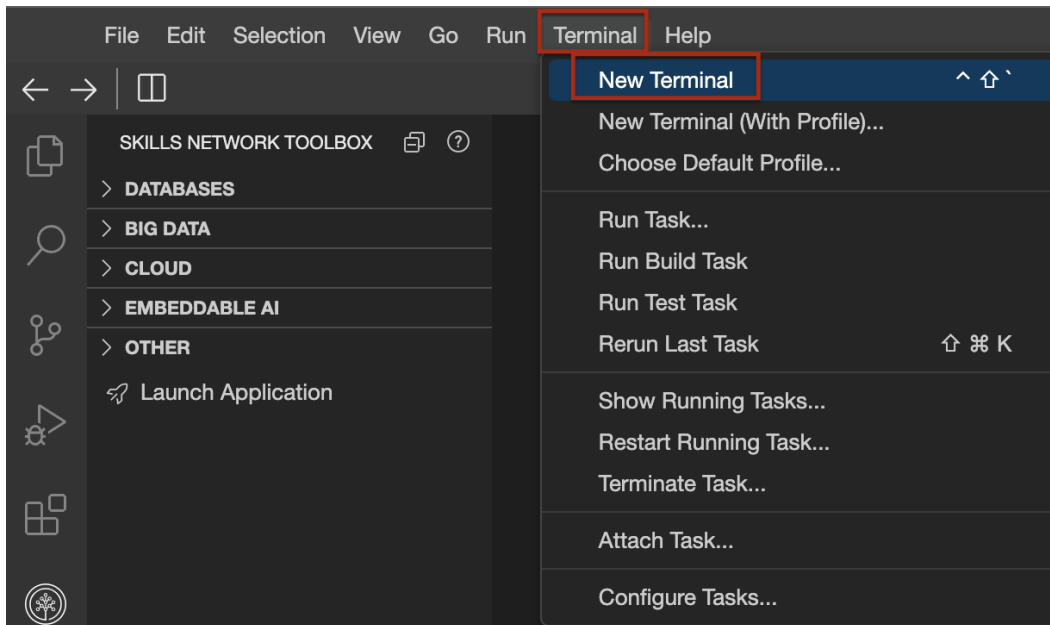 File Edit Selection View Go Run Terminal Help
SKILLS NETWORK TOOLBOX ?
DATABASES
BIG DATA
CLOUD
EMBEDDABLE AI
OTHER
Launch Application
New Terminal ^ ⇧ `
New Terminal (With Profile)...
Choose Default Profile...
Run Task...
Run Build Task
Run Test Task
Rerun Last Task ⇧ ⌘ K
Show Running Tasks...
Restart Running Task...
Terminate Task...
Attach Task...
Configure Tasks...